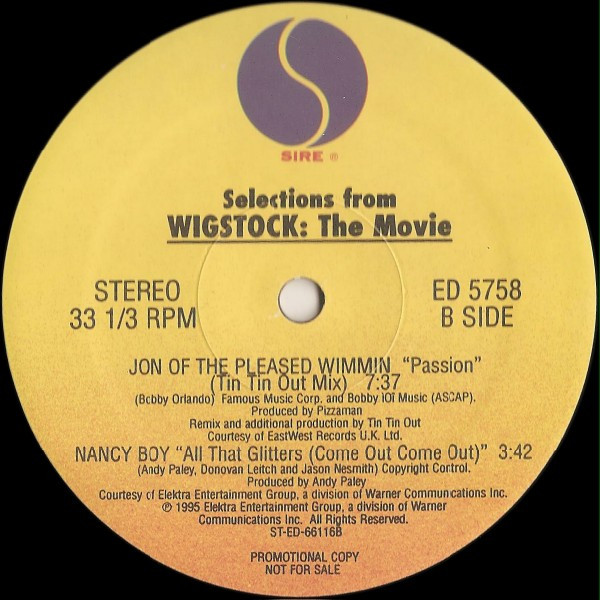 SIRE ®
Selections from
WIGSTOCK: The Movie
STEREO
33 1/3 RPM
ED 5758
B SIDE
JON OF THE PLEASED WIMMIN "Passion"
(Tin Tin Out Mix) 7:37
(Bobby Orlando) Famous Music Corp. and Bobby 101 Music (ASCAP).
Produced by Pizzaman
Remix and additional production by Tin Tin Out
Courtesy of EastWest Records U.K. Ltd.
NANCY BOY "All That Glitters (Come Out Come Out)" 3:42
(Andy Paley, Donovan Leitch and Jason Nesmith) Copyright Control.
Produced by Andy Paley
Courtesy of Elektra Entertainment Group, a division of Warner Communications Inc.
℗ 1995 Elektra Entertainment Group, a division of Warner
Communications Inc. All Rights Reserved.
ST-ED-66116B
PROMOTIONAL COPY
NOT FOR SALE